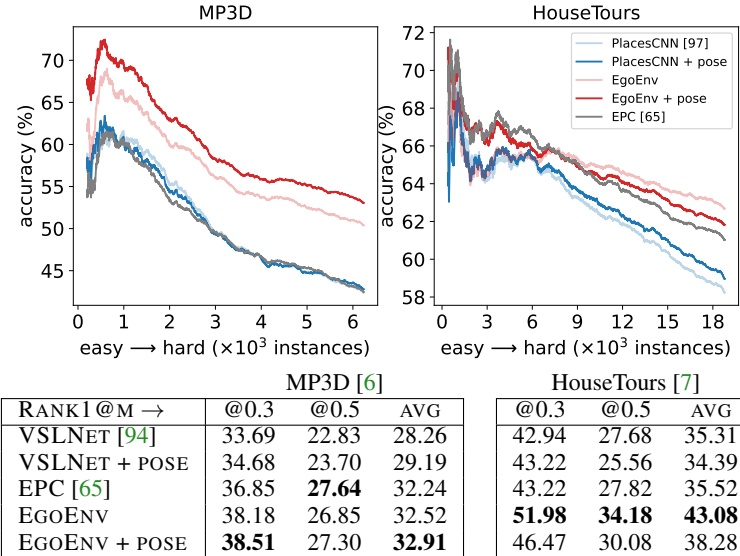 MP3D
HouseTours
accuracy (%)
70
65
60
55
50
45
0 1 2 3 4 5 6
easy ⟶ hard (×10³ instances)
accuracy (%)
72
70
68
66
64
62
60
58
0 3 6 9 12 15 18
easy ⟶ hard (×10³ instances)
PlacesCNN [97]
PlacesCNN + pose
EgoEnv
EgoEnv + pose
EPC [65]
MP3D [6] HouseTours [7]
RANK1@M → @0.3 @0.5 AVG @0.3 @0.5 AVG
VSLNET [94] 33.69 22.83 28.26 42.94 27.68 35.31
VSLNET + POSE 34.68 23.70 29.19 43.22 25.56 34.39
EPC [65] 36.85 27.64 32.24 43.22 27.82 35.52
EGOENV 38.18 26.85 32.52 51.98 34.18 43.08
EGOENV + POSE 38.51 27.30 32.91 46.47 30.08 38.28